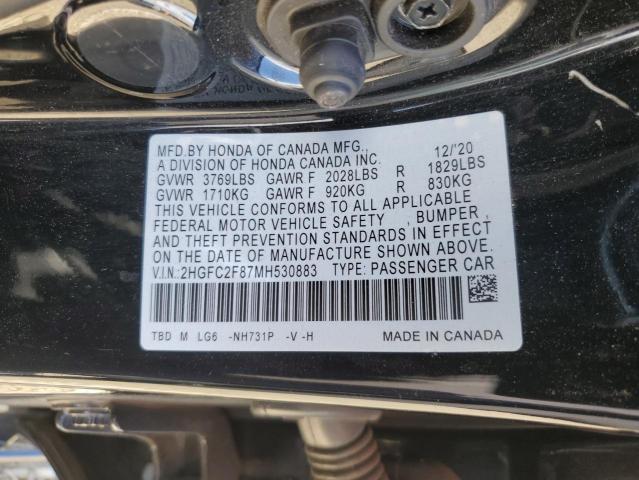 MFD.BY HONDA OF CANADA MFG., 12/'20
A DIVISION OF HONDA CANADA INC.
GVWR 3769LBS GAWR F 2028LBS R 1829LBS
GVWR 1710KG GAWR F 920KG R 830KG
THIS VEHICLE CONFORMS TO ALL APPLICABLE
FEDERAL MOTOR VEHICLE SAFETY , BUMPER ,
AND THEFT PREVENTION STANDARDS IN EFFECT
ON THE DATE OF MANUFACTURE SHOWN ABOVE.
V.I.N.:2HGFC2F87MH530883 TYPE: PASSENGER CAR
TBD M LG6 -NH731P -V -H MADE IN CANADA